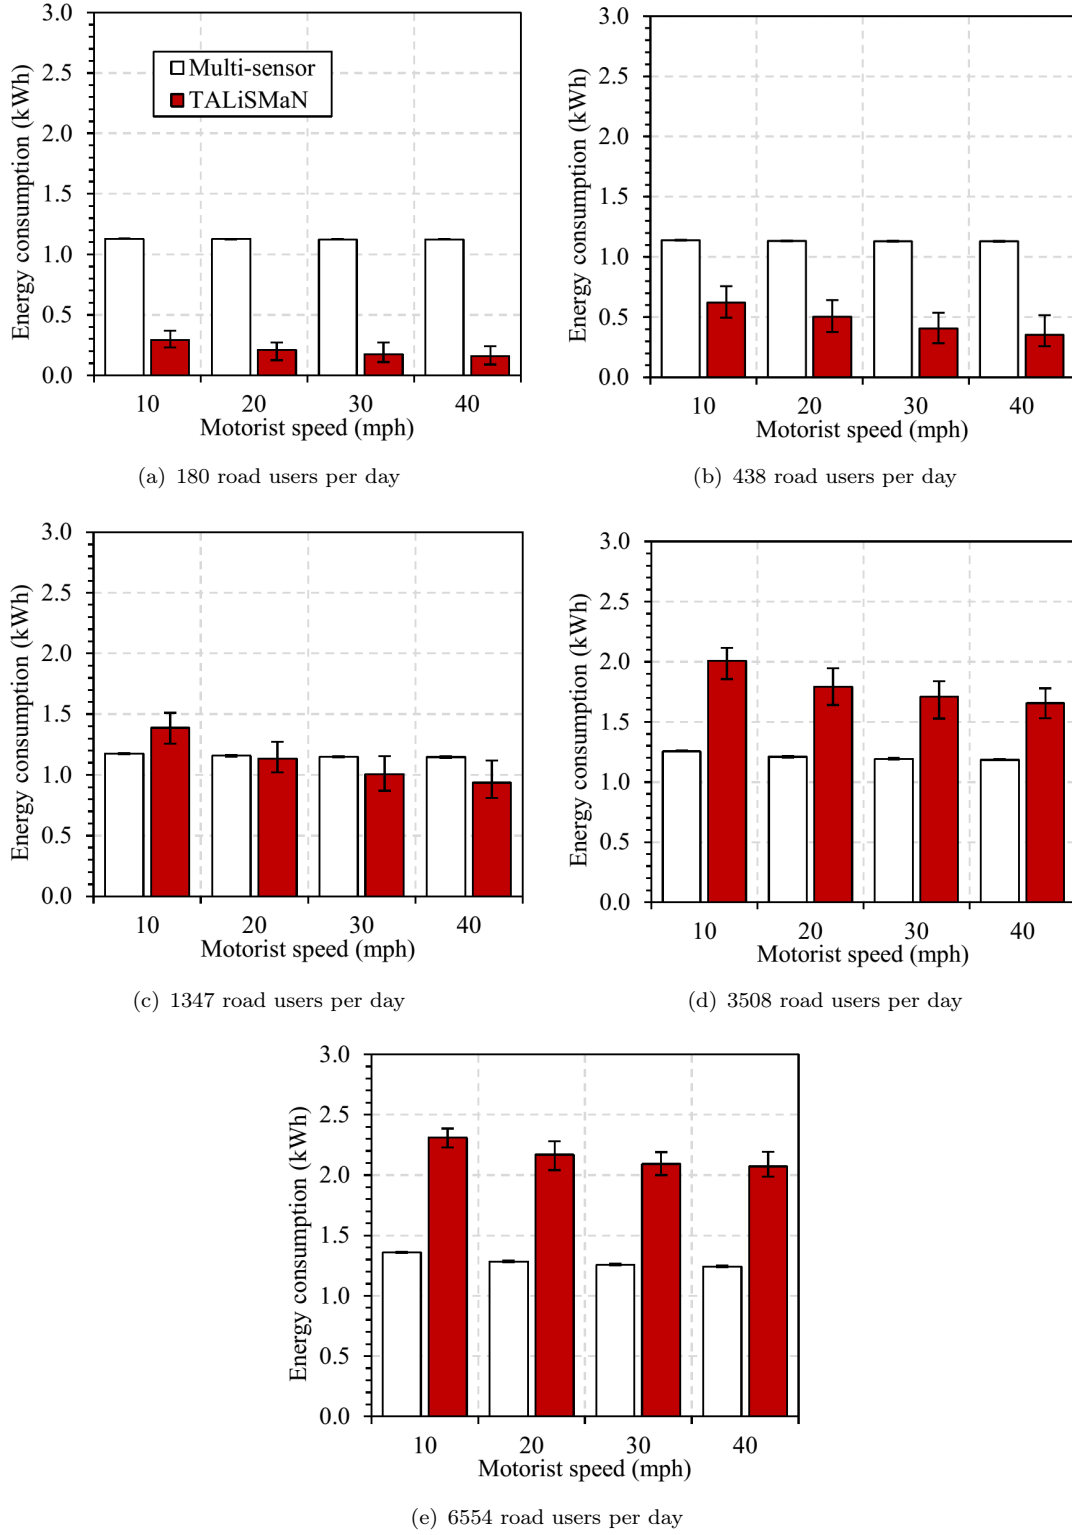 3.0
2.5
2.0
1.5
1.0
0.5
0.0
Energy consumption (kWh)
Multi-sensor
TALiSMaN
10 20 30 40
Motorist speed (mph)
(a) 180 road users per day
3.0
2.5
2.0
1.5
1.0
0.5
0.0
Energy consumption (kWh)
10 20 30 40
Motorist speed (mph)
(b) 438 road users per day
3.0
2.5
2.0
1.5
1.0
0.5
0.0
Energy consumption (kWh)
10 20 30 40
Motorist speed (mph)
(c) 1347 road users per day
3.0
2.5
2.0
1.5
1.0
0.5
0.0
Energy consumption (kWh)
10 20 30 40
Motorist speed (mph)
(d) 3508 road users per day
3.0
2.5
2.0
1.5
1.0
0.5
0.0
Energy consumption (kWh)
10 20 30 40
Motorist speed (mph)
(e) 6554 road users per day